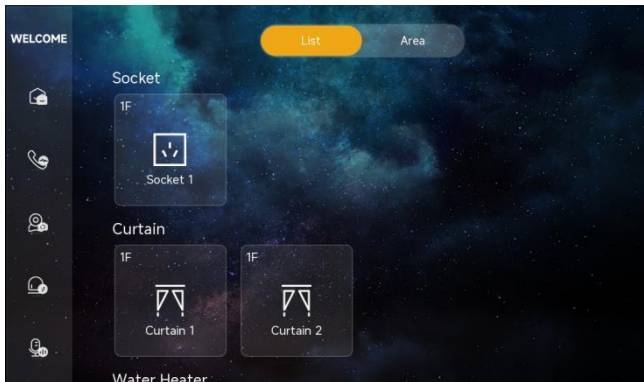 WELCOME
List
Area
Socket
1F
Socket 1
Curtain
1F
1F
Curtain 1
Curtain 2
Water Heater